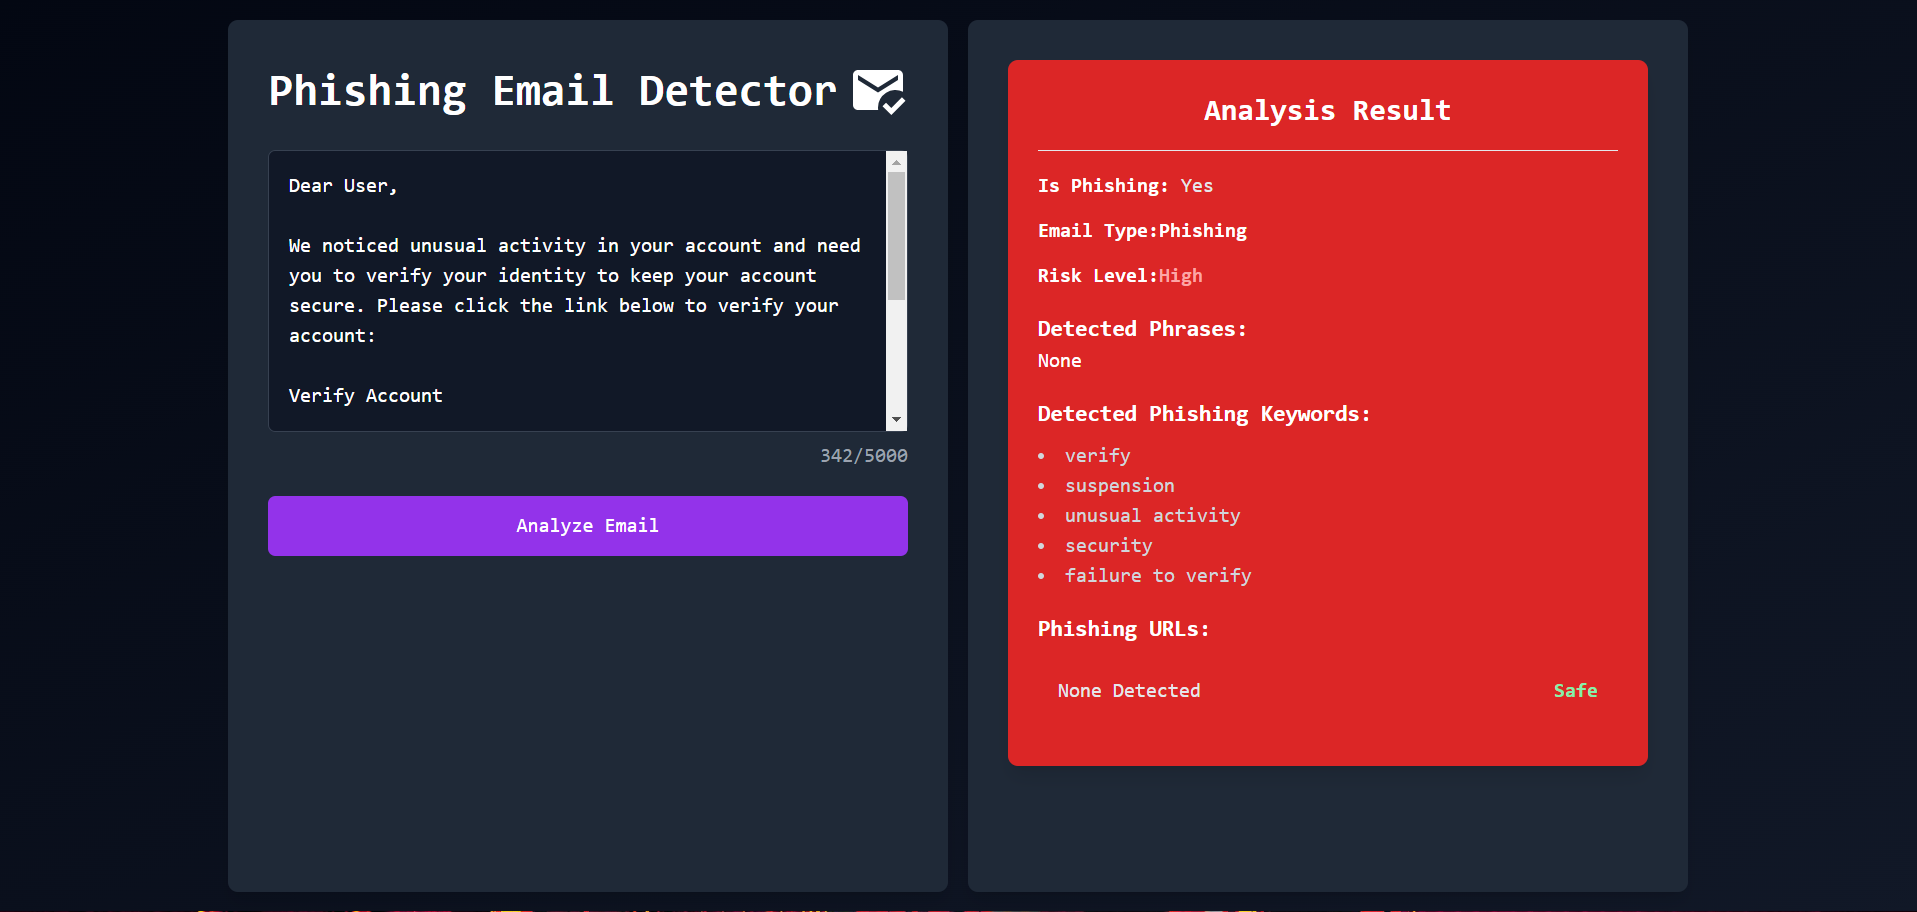 Phishing Email Detector
Dear User,
We noticed unusual activity in your account and need
you to verify your identity to keep your account
secure. Please click the link below to verify your
account:
Verify Account
342/5000
Analyze Email
Analysis Result
Is Phishing: Yes
Email Type:Phishing
Risk Level:High
Detected Phrases:
None
Detected Phishing Keywords:
• verify
• suspension
• unusual activity
• security
• failure to verify
Phishing URLs:
None Detected Safe